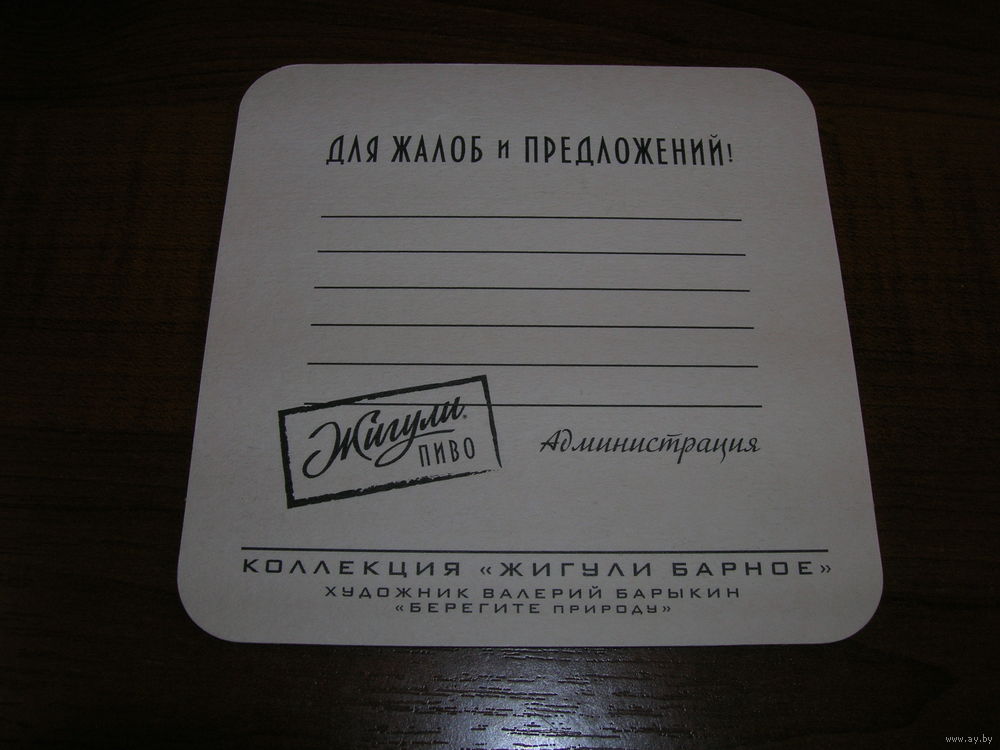 ДЛЯ ЖАЛОБ и ПРЕДЛОЖЕНИЙ!
Жигули®
ПИВО
Администрация
КОЛЛЕКЦИЯ «ЖИГУЛИ БАРНОЕ»
ХУДОЖНИК ВАЛЕРИЙ БАРЫКИН
«БЕРЕГИТЕ ПРИРОДУ»
www.ay.by